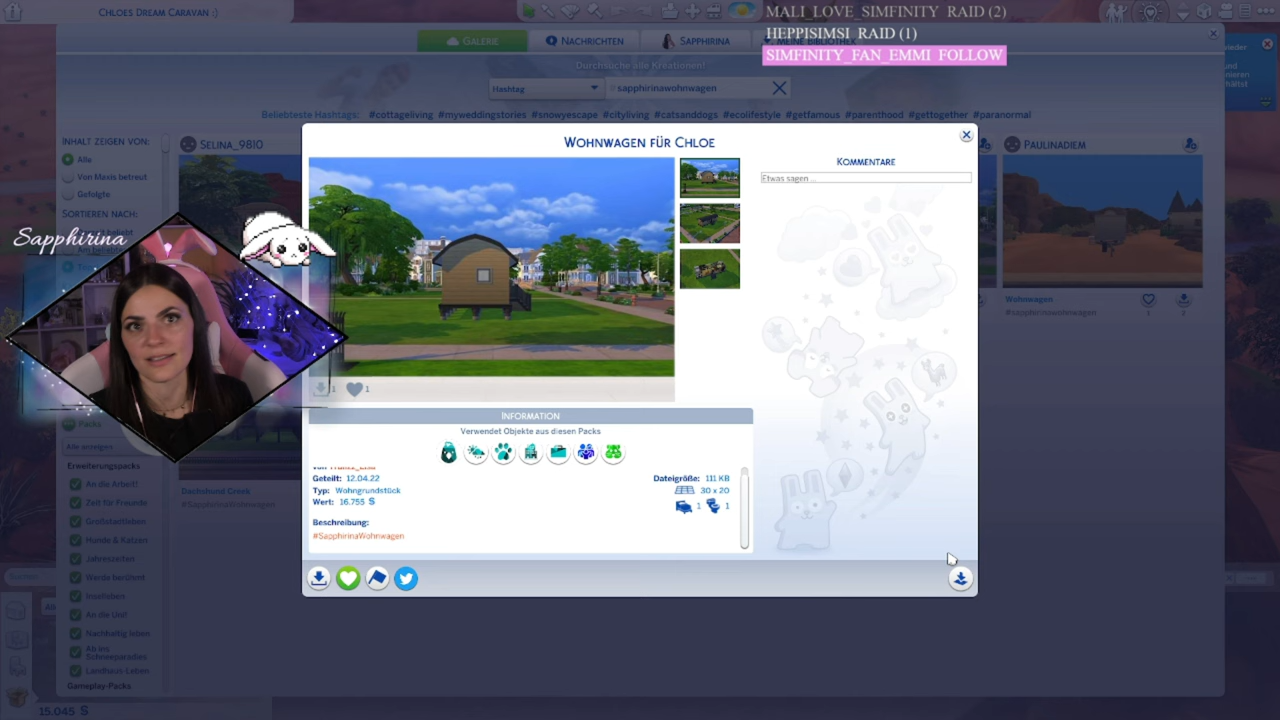 CHLOES DREAM CARAVAN :)
MALI_LOVE_SIMFINITY RAID (2)
HEPPISIMSI_RAID (1)
SIMFINITY_FAN_EMMI FOLLOW
GALERIE
NACHRICHTEN
SAPPHIRINA
MEINE BIBLIOTHEK
Durchsuche alle Kreationen!
Hashtag
sapphirinawohnwagen
Beliebteste Hashtags: #cottageliving #myweddingstories #snowyescape #cityliving #catsanddogs #ecolifestyle #getfamous #parenthood #gettogether #paranormal
INHALT ZEIGEN VON:
Alle
Von Maxis betreut
Gefolgte
SORTIEREN NACH:
SELINA_9810
PAULINADIEM
Sapphirina
WOHNWAGEN FÜR CHLOE
KOMMENTARE
Etwas sagen ...
1
1
INFORMATION
Verwendet Objekte aus diesen Packs
Geteilt: 12.04.22
Typ: Wohngrundstück
Wert: 16.755 §
Dateigröße: 111 KB
30 x 20
1
1
Beschreibung:
#SapphirinaWohnwagen
Wohnwagen
#sapphirinawohnwagen
1
2
Packs
Alle anzeigen
Erweiterungspacks
An die Arbeit!
Zeit für Freunde
Großstadtleben
Hunde & Katzen
Jahreszeiten
Werde berühmt
Inselleben
An die Uni!
Nachhaltig leben
Ab ins
Schneeparadies
Landhaus-Leben
Gameplay-Packs
Dachshund Creek
#SapphirinaWohnwagen
15.045 §